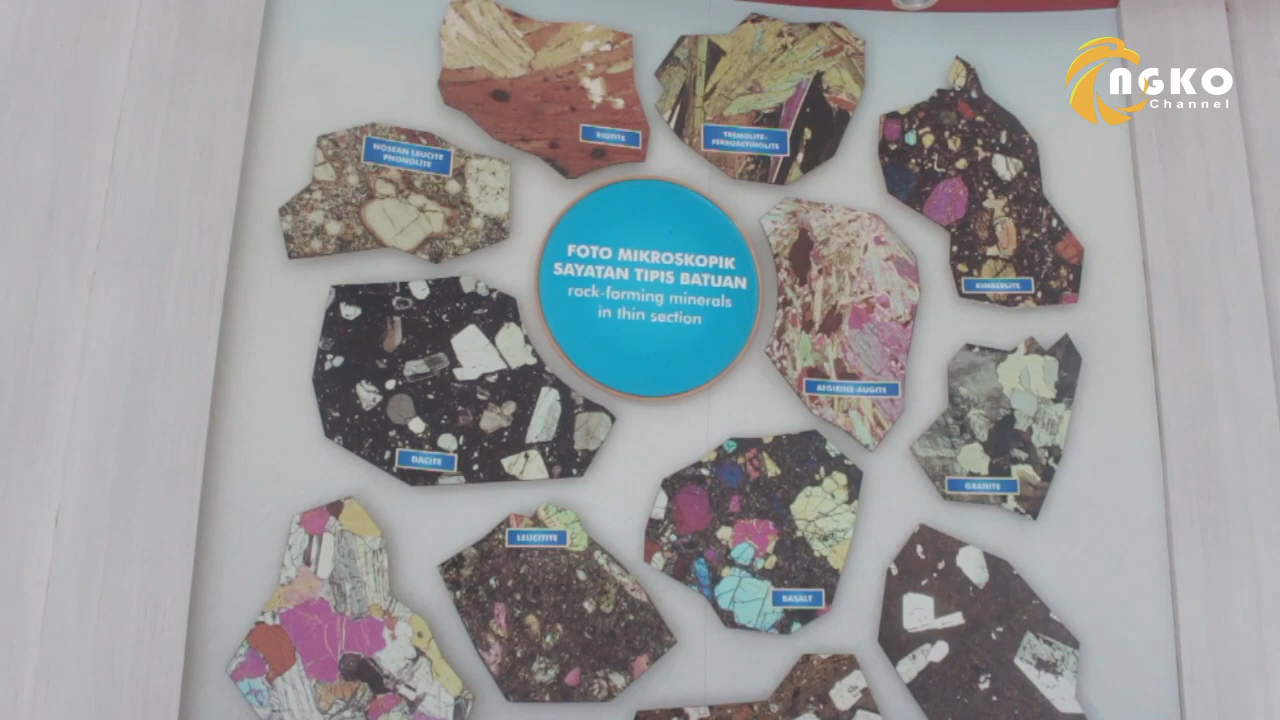 NGKO
Channel
BIOTITE
TREMOLITE-
FERROACTINOLITE
NOSEAN LEUCITE
PHONOLITE
FOTO MIKROSKOPIK
SAYATAN TIPIS BATUAN
rock-forming minerals
in thin section
KIMBERLITE
AEGIRINE-AUGITE
DACITE
GRANITE
LEUCITITE
BASALT